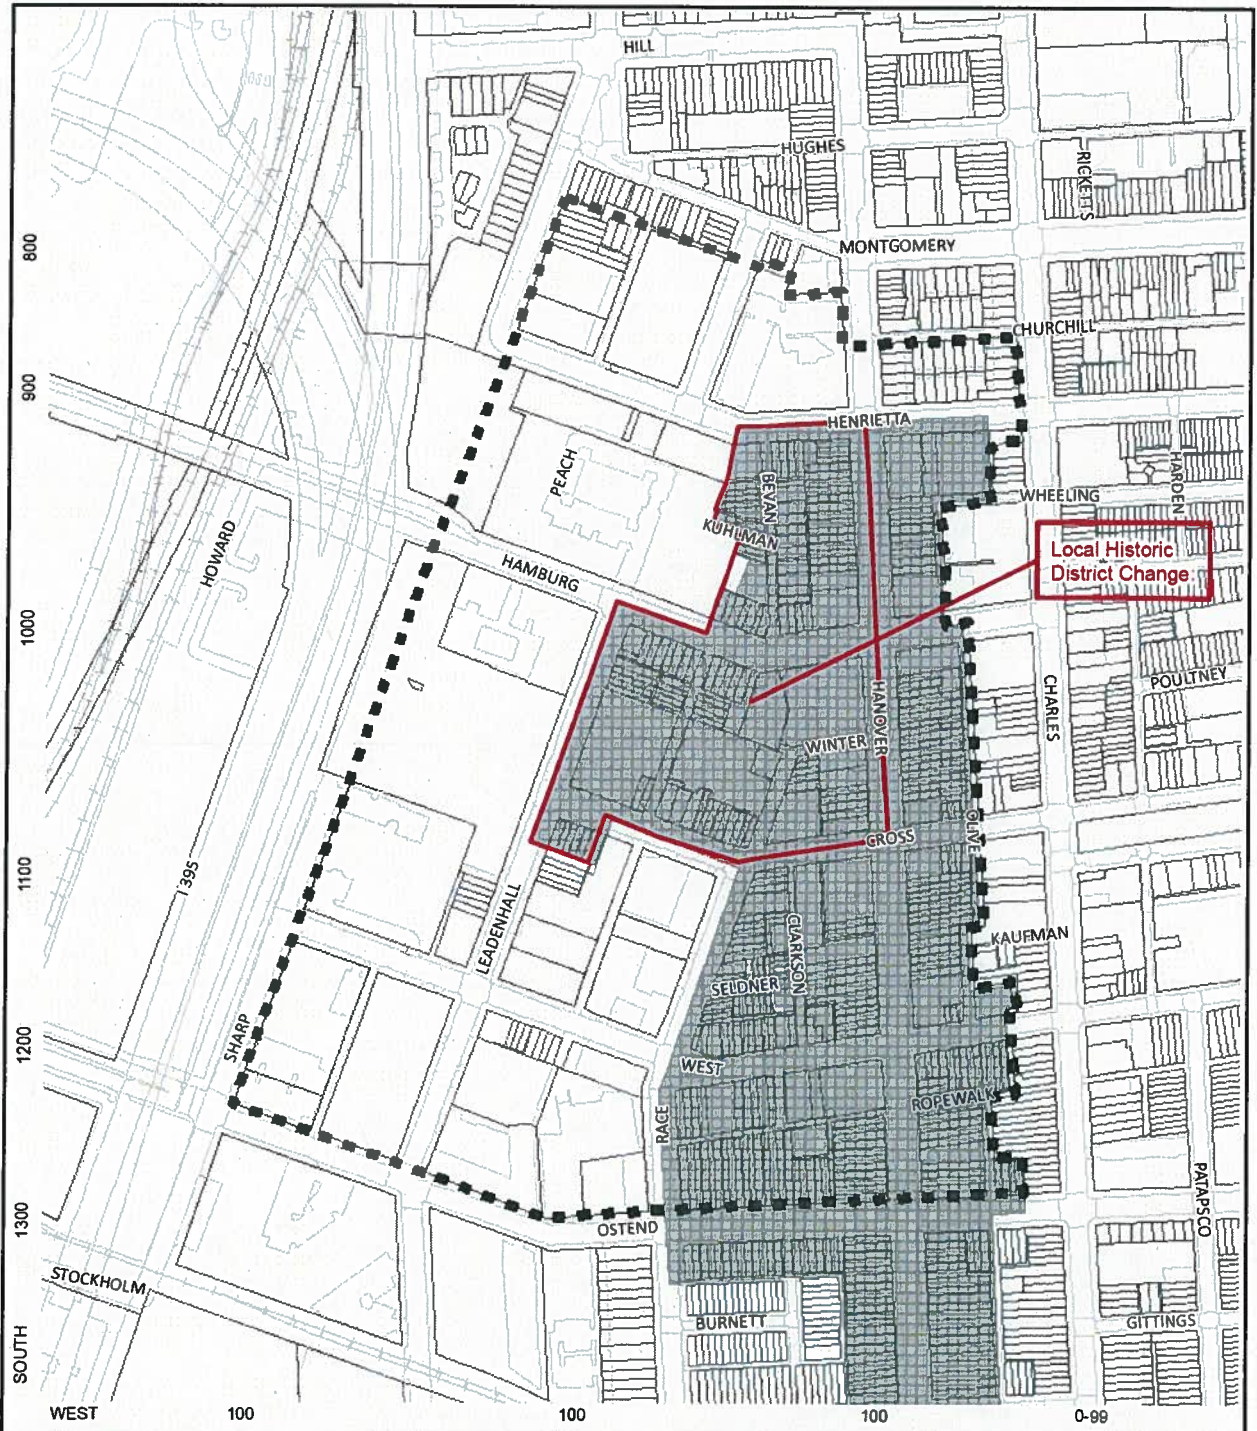 HILL
HUGHES
RICKETTS
MONTGOMERY
800
CHURCHILL
900
HENRIETTA
PEACH
BEVAN
HARDEN
WHEELING
KUHLMAN
HOWARD
HAMBURG
Local Historic
District Change
1000
CHARLES
POULTNEY
HANOVER
WINTER
OLIVE
CROSS
1100
I 395
LEADENHALL
CLARKSON
KAUFMAN
SELDNER
1200
SHARP
WEST
ROPEWALK
RACE
PATAPSCO
1300
OSTEND
STOCKHOLM
BURNETT
GITTINGS
SOUTH
WEST
100
100
100
0-99